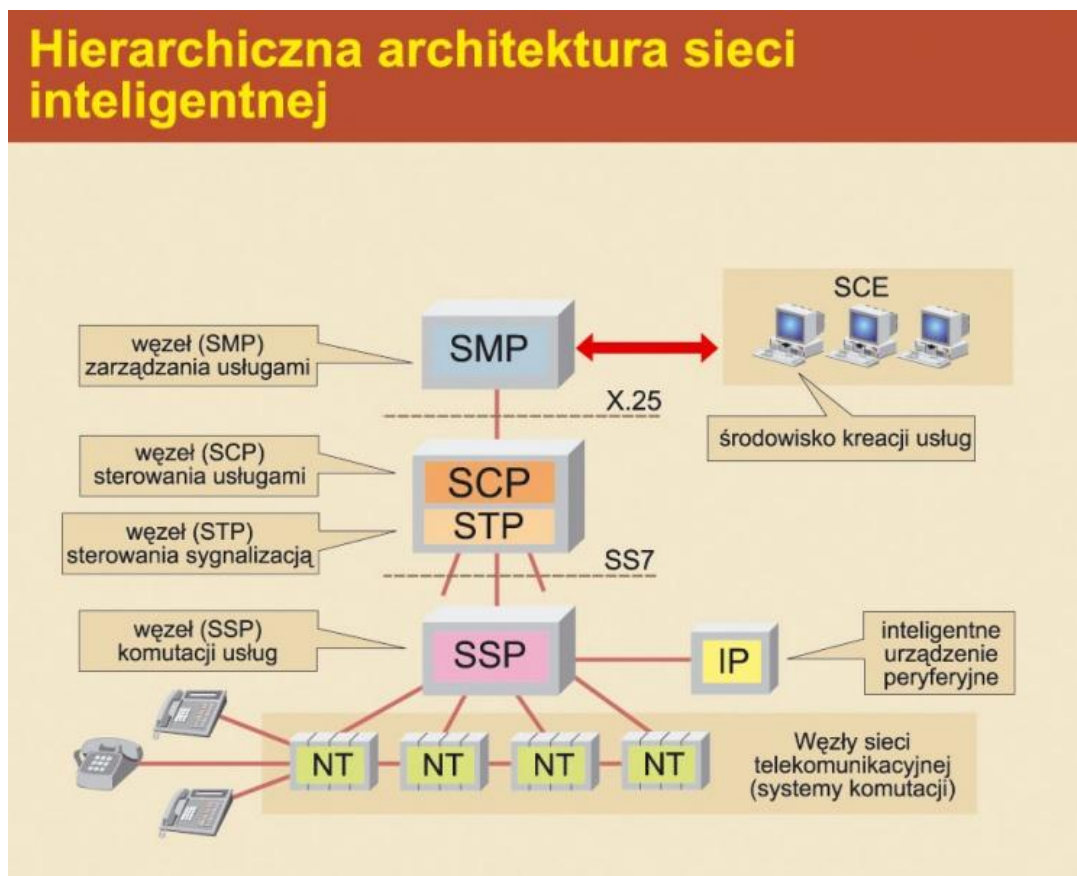 Hierarchiczna architektura sieci
inteligentnej
SCE
węzeł (SMP)
zarządzania usługami
SMP
X.25
środowisko kreacji usług
węzeł (SCP)
sterowania usługami
SCP
węzeł (STP)
sterowania sygnalizacją
STP
SS7
węzeł (SSP)
komutacji usług
SSP
IP
inteligentne
urządzenie
peryferyjne
NT
NT
NT
NT
Węzły sieci
telekomunikacyjnej
(systemy komutacji)